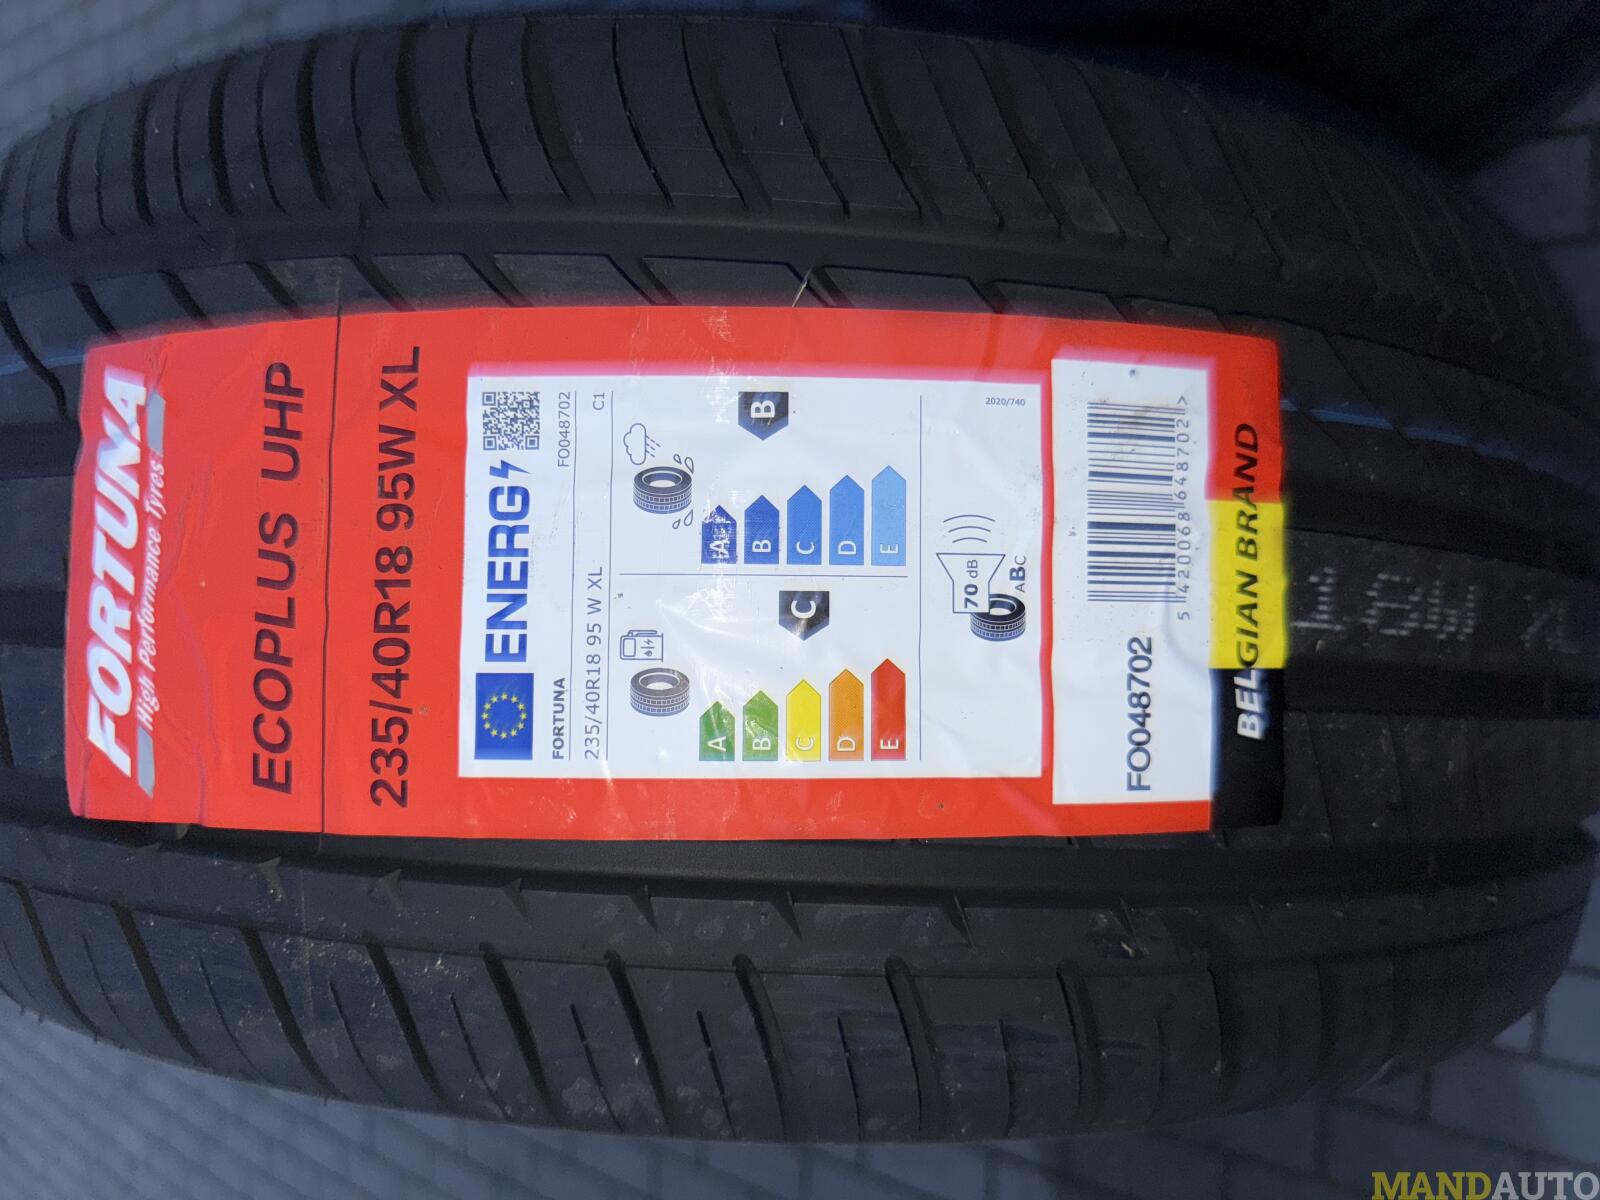 FORTUNA
High Performance Tyres
ECOPLUS UHP
235/40R18 95W XL
ENERG
FORTUNA
FO048702
235/40R18 95 W XL
C1
C
A
B
C
D
E
B
A
B
C
D
E
70 dB
ABC
2020/740
5 420068 648702 >
FO048702
BELGIAN BRAND
XL
MANDAUTO